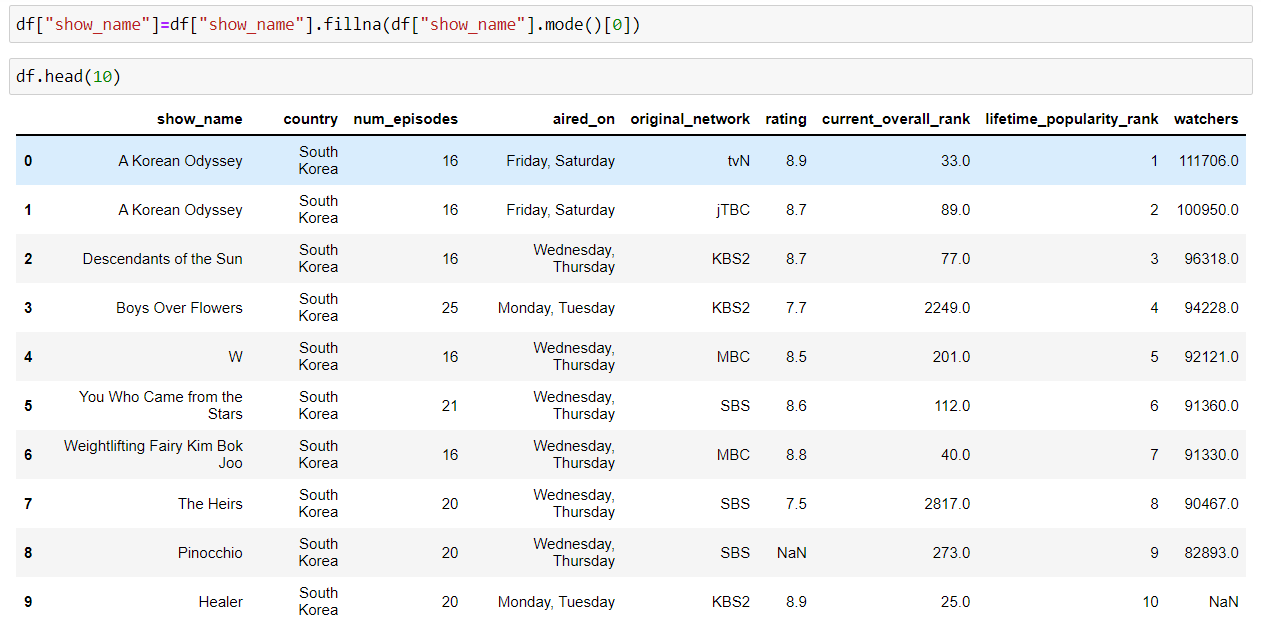 df["show_name"]=df["show_name"].fillna(df["show_name"].mode()[0])
df.head(10)
show_name country num_episodes aired_on original_network rating current_overall_rank lifetime_popularity_rank watchers
0 A Korean Odyssey South Korea 16 Friday, Saturday tvN 8.9 33.0 1 111706.0
1 A Korean Odyssey South Korea 16 Friday, Saturday jTBC 8.7 89.0 2 100950.0
2 Descendants of the Sun South Korea 16 Wednesday, Thursday KBS2 8.7 77.0 3 96318.0
3 Boys Over Flowers South Korea 25 Monday, Tuesday KBS2 7.7 2249.0 4 94228.0
4 W South Korea 16 Wednesday, Thursday MBC 8.5 201.0 5 92121.0
5 You Who Came from the Stars South Korea 21 Wednesday, Thursday SBS 8.6 112.0 6 91360.0
6 Weightlifting Fairy Kim Bok Joo South Korea 16 Wednesday, Thursday MBC 8.8 40.0 7 91330.0
7 The Heirs South Korea 20 Wednesday, Thursday SBS 7.5 2817.0 8 90467.0
8 Pinocchio South Korea 20 Wednesday, Thursday SBS NaN 273.0 9 82893.0
9 Healer South Korea 20 Monday, Tuesday KBS2 8.9 25.0 10 NaN